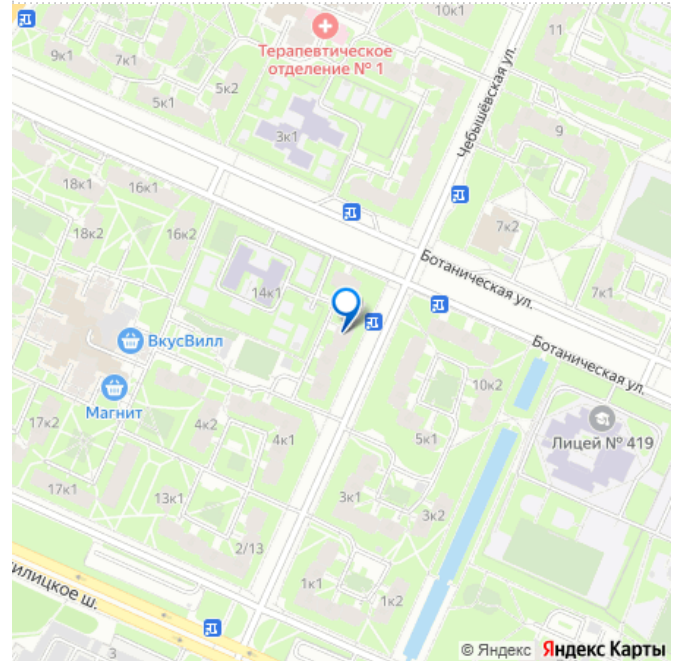 10к1
11
Терапевтическое
отделение № 1
9к1
7к1
5к2
5к1
3к1
Чебышёвская ул.
9
18к1
16к1
18к2
16к2
7к2
Ботаническая ул.
14к1
7к1
ВкусВилл
Ботаническая ул.
Магнит
10к2
17к2
4к2
4к1
5к1
Лицей № 419
17к1
13к1
3к1
3к2
2/13
1к1
1к2
илицкое ш.
3
© Яндекс Яндекс Карты